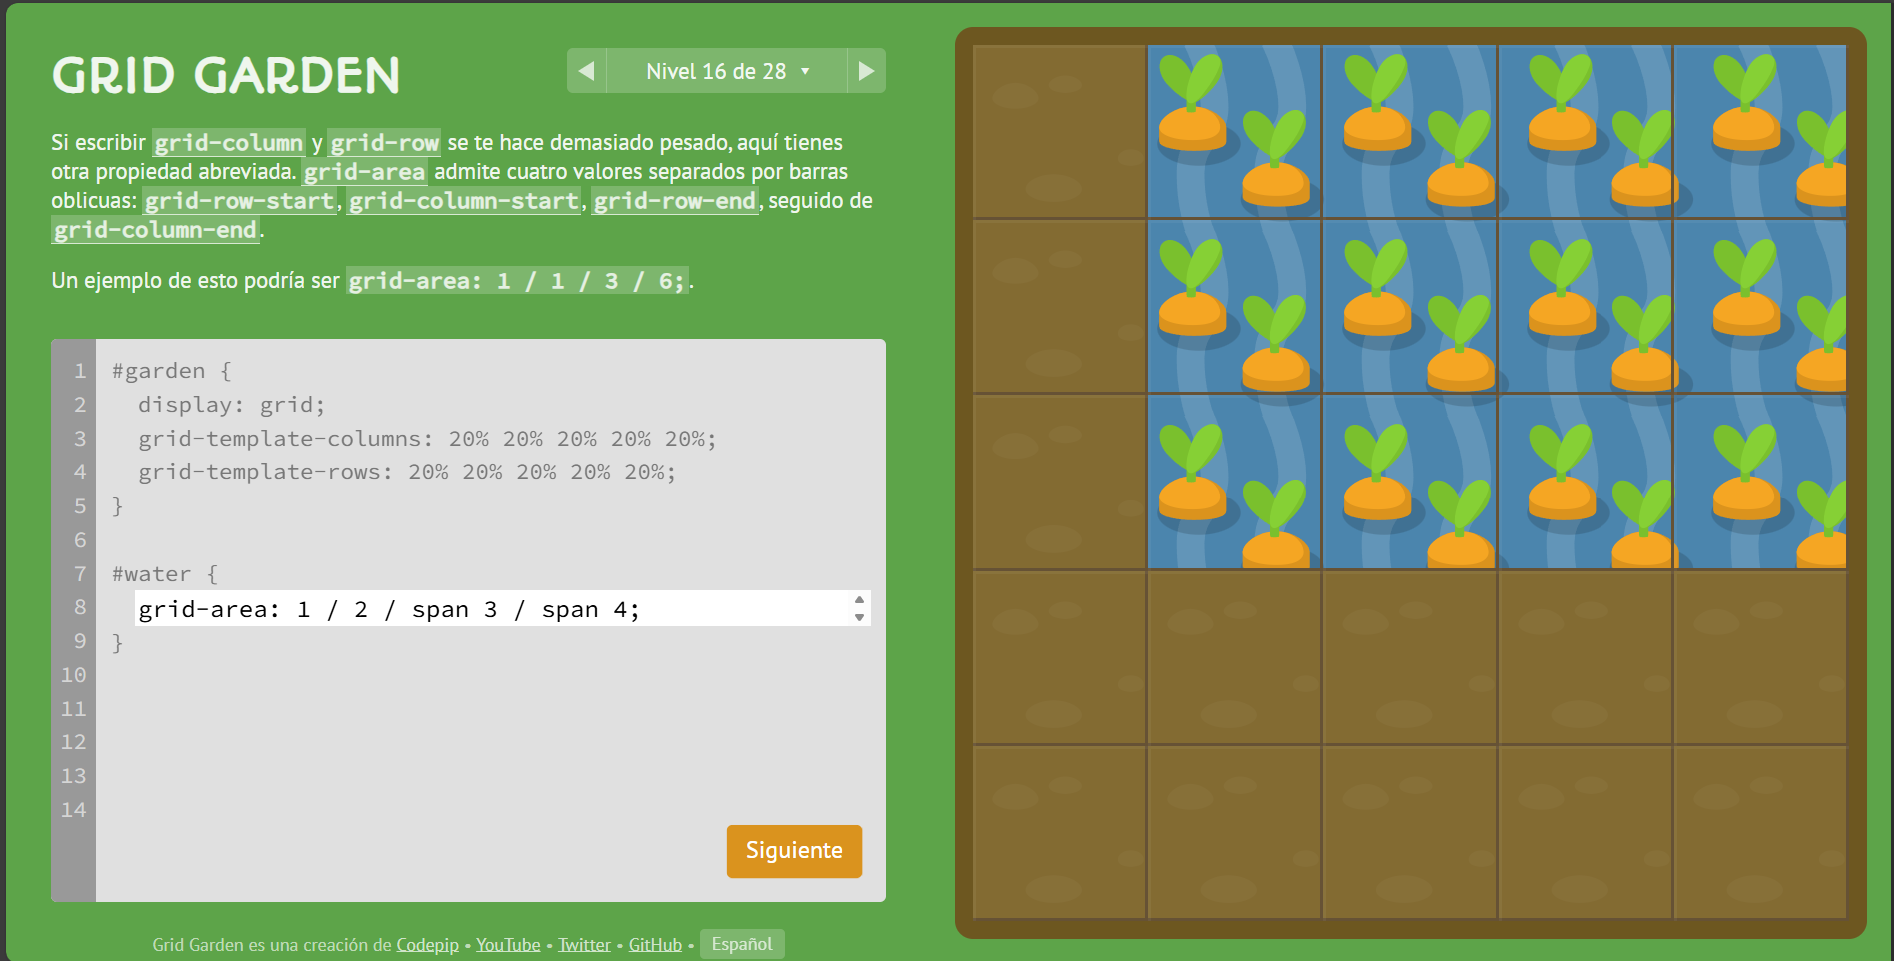 GRID GARDEN
◀ Nivel 16 de 28 ▼ ▶
Si escribir grid-column y grid-row se te hace demasiado pesado, aquí tienes
otra propiedad abreviada. grid-area admite cuatro valores separados por barras
oblicuas: grid-row-start, grid-column-start, grid-row-end, seguido de
grid-column-end.
Un ejemplo de esto podría ser grid-area: 1 / 1 / 3 / 6;.
1 #garden {
2 display: grid;
3 grid-template-columns: 20% 20% 20% 20% 20%;
4 grid-template-rows: 20% 20% 20% 20% 20%;
5 }
6
7 #water {
8 grid-area: 1 / 2 / span 3 / span 4;
9 }
10
11
12
13
14
Siguiente
Grid Garden es una creación de Codepip • YouTube • Twitter • GitHub • Español